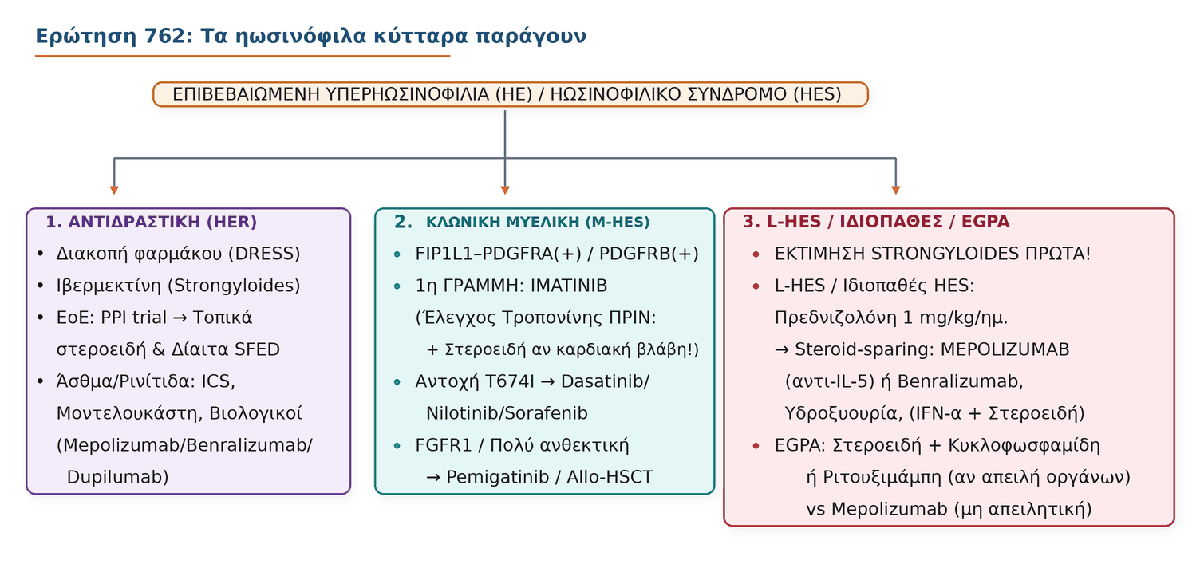 Ερώτηση 762: Τα ηωσινόφιλα κύτταρα παράγουν
ΕΠΙΒΕΒΑΙΩΜΕΝΗ ΥΠΕΡΗΩΣΙΝΟΦΙΛΙΑ (HE) / ΗΩΣΙΝΟΦΙΛΙΚΟ ΣΥΝΔΡΟΜΟ (HES)
1. ΑΝΤΙΔΡΑΣΤΙΚΗ (HER)
• Διακοπή φαρμάκου (DRESS)
• Ιβερμεκτίνη (Strongyloides)
• EoE: PPI trial → Τοπικά
στεροειδή & Δίαιτα SFED
• Άσθμα/Ρινίτιδα: ICS,
Μοντελουκάστη, Βιολογικοί
(Mepolizumab/Benralizumab/
Dupilumab)
2. ΚΛΩΝΙΚΗ ΜΥΕΛΙΚΗ (M-HES)
• FIP1L1–PDGFRA(+) / PDGFRB(+)
• 1η ΓΡΑΜΜΗ: IMATINIB
(Έλεγχος Τροπονίνης ΠΡΙΝ:
+ Στεροειδή αν καρδιακή βλάβη!)
• Αντοχή T674I → Dasatinib/
Nilotinib/Sorafenib
• FGFR1 / Πολύ ανθεκτική
→ Pemigatinib / Allo-HSCT
3. L-HES / ΙΔΙΟΠΑΘΕΣ / EGPA
• ΕΚΤΙΜΗΣΗ STRONGYLOIDES ΠΡΩΤΑ!
• L-HES / Ιδιοπαθές HES:
Πρεδνιζολόνη 1 mg/kg/ημ.
→ Steroid-sparing: MEPOLIZUMAB
(αντι-IL-5) ή Benralizumab,
Υδροξυουρία, (IFN-α + Στεροειδή)
• EGPA: Στεροειδή + Κυκλοφωσφαμίδη
ή Ριτουξιμάμπη (αν απειλή οργάνων)
vs Mepolizumab (μη απειλητική)